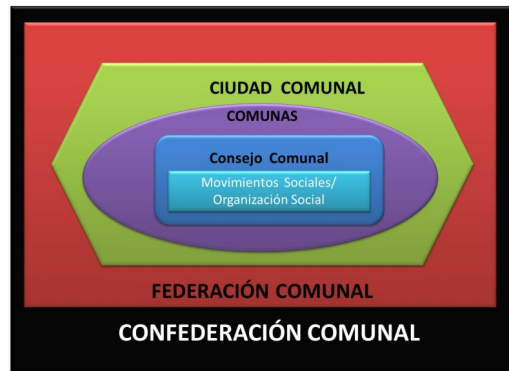 CIUDAD COMUNAL
COMUNAS
Consejo Comunal
Movimientos Sociales/
Organización Social
FEDERACIÓN COMUNAL
CONFEDERACIÓN COMUNAL